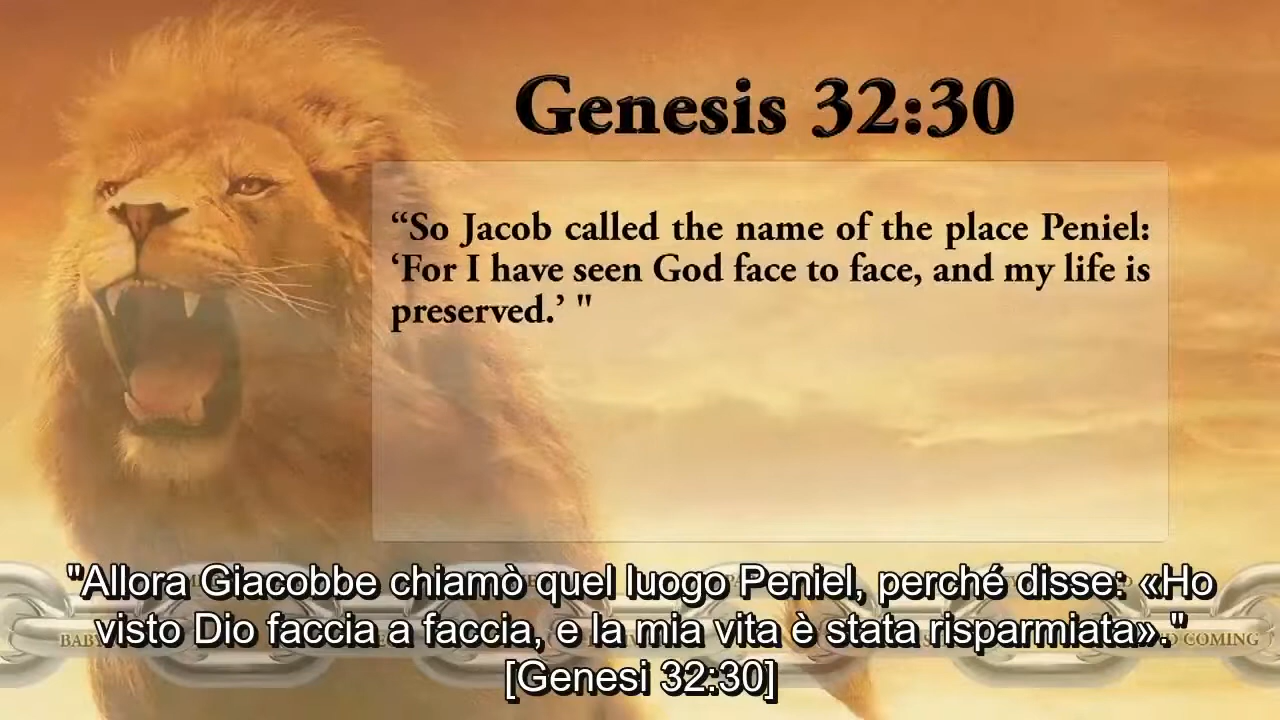 Genesis 32:30
“So Jacob called the name of the place Peniel:
‘For I have seen God face to face, and my life is
preserved.’ "
"Allora Giacobbe chiamò quel luogo Peniel, perché disse: «Ho
visto Dio faccia a faccia, e la mia vita è stata risparmiata»."
[Genesi 32:30]
COMING